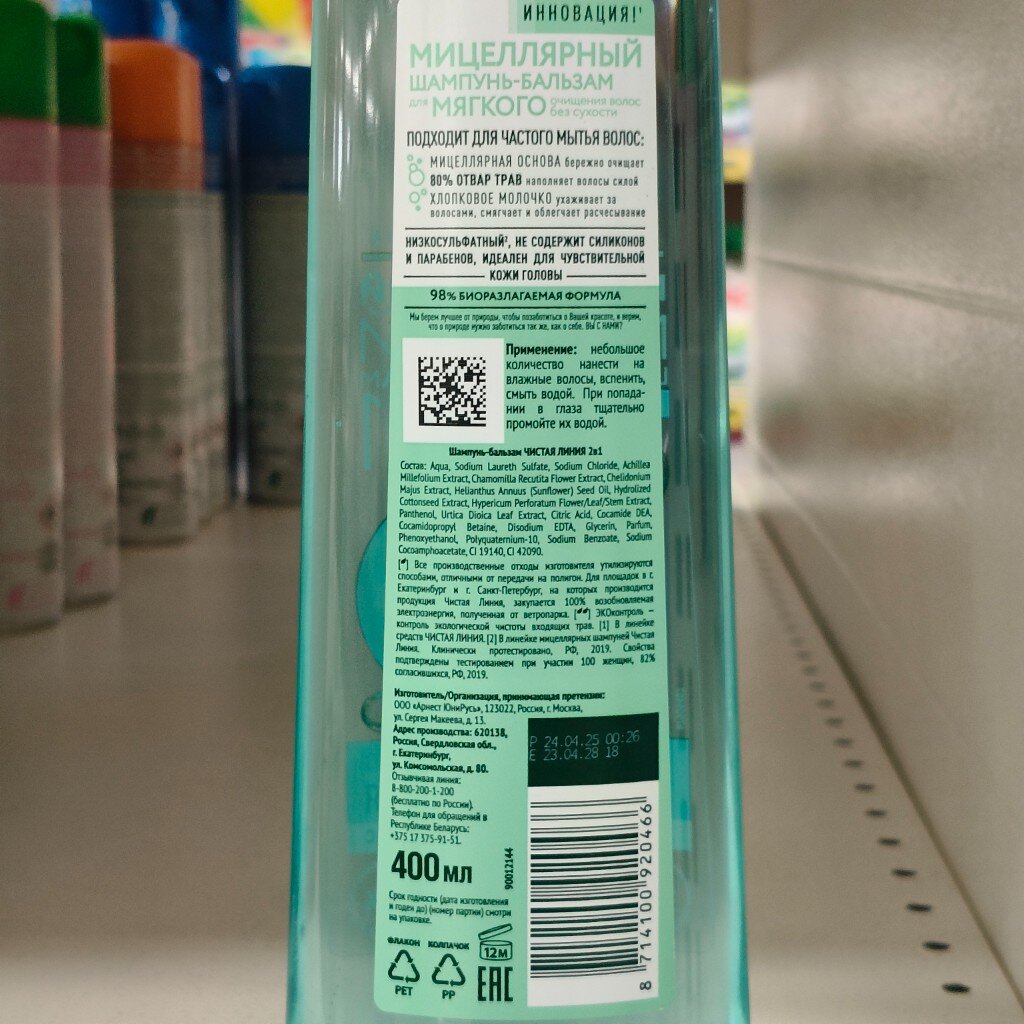 ИННОВАЦИЯ!¹
МИЦЕЛЛЯРНЫЙ
ШАМПУНЬ-БАЛЬЗАМ
для МЯГКОГО очищения волос
без сухости
ПОДХОДИТ ДЛЯ ЧАСТОГО МЫТЬЯ ВОЛОС:
МИЦЕЛЛЯРНАЯ ОСНОВА бережно очищает
80% ОТВАР ТРАВ наполняет волосы силой
ХЛОПКОВОЕ МОЛОЧКО ухаживает за
волосами, смягчает и облегчает расчесывание
НИЗКОСУЛЬФАТНЫЙ², НЕ СОДЕРЖИТ СИЛИКОНОВ
И ПАРАБЕНОВ, ИДЕАЛЕН ДЛЯ ЧУВСТВИТЕЛЬНОЙ
КОЖИ ГОЛОВЫ
98% БИОРАЗЛАГАЕМАЯ ФОРМУЛА
Мы берем лучшее от природы, чтобы позаботиться о Вашей красоте, и верим,
что о природе нужно заботиться так же, как о себе. ВЫ С НАМИ?
Применение: небольшое
количество нанести на
влажные волосы, вспенить,
смыть водой. При попада-
нии в глаза тщательно
промойте их водой.
Шампунь-бальзам ЧИСТАЯ ЛИНИЯ 2в1
Состав: Aqua, Sodium Laureth Sulfate, Sodium Chloride, Achillea
Millefolium Extract, Chamomilla Recutita Flower Extract, Chelidonium
Majus Extract, Helianthus Annuus (Sunflower) Seed Oil, Hydrolized
Cottonseed Extract, Hypericum Perforatum Flower/Leaf/Stem Extract,
Panthenol, Urtica Dioica Leaf Extract, Citric Acid, Cocamide DEA,
Cocamidopropyl Betaine, Disodium EDTA, Glycerin, Parfum,
Phenoxyethanol, Polyquaternium-10, Sodium Benzoate, Sodium
Cocoamphoacetate, CI 19140, CI 42090.
Все производственные отходы изготовителя утилизируются
способами, отличными от передачи на полигон. Для площадок в г.
Екатеринбург и г. Санкт-Петербург, на которых производится
продукция Чистая Линия, закупается 100% возобновляемая
электроэнергия, полученная от ветропарка. ЭКОконтроль –
контроль экологической чистоты входящих трав. [1] В линейке
средств ЧИСТАЯ ЛИНИЯ. [2] В линейке мицеллярных шампуней Чистая
Линия. Клинически протестировано, РФ, 2019. Свойства
подтверждены тестированием при участии 100 женщин, 82%
согласившихся, РФ, 2019.
Изготовитель/Организация, принимающая претензии:
ООО «Арнест ЮниРусь», 123022, Россия, г. Москва,
ул. Сергея Макеева, д. 13.
Адрес производства: 620138,
Россия, Свердловская обл.,
г. Екатеринбург,
ул. Комсомольская, д. 80.
Отзывчивая линия:
8-800-200-1-200
(бесплатно по России).
Телефон для обращений в
Республике Беларусь:
+375 17 375-91-51.
400 мл
90012144
P 24.04.25 00:26
E 23.04.28 18
Срок годности (дата изготовления
и годен до) (номер партии) смотри
на упаковке.
ФЛАКОН КОЛПАЧОК
12М
PET PP
EAC
8 714100 920466